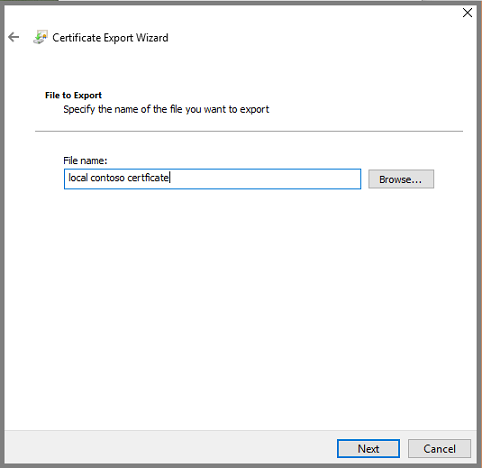 Certificate Export Wizard
File to Export
Specify the name of the file you want to export
File name:
local contoso certficate
Browse...
Next
Cancel